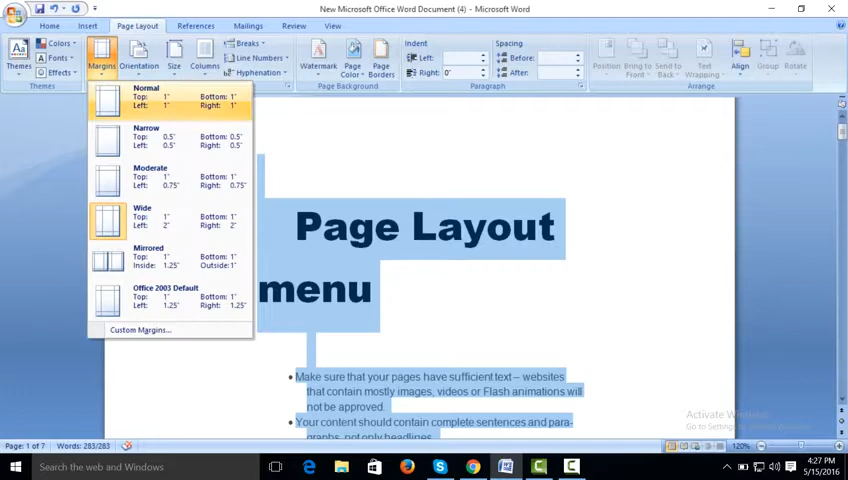 New Microsoft Office Word Document (4) - Microsoft Word
Home Insert Page Layout References Mailings Review View
Themes Colors Fonts Effects
Margins Orientation Size Columns Breaks Line Numbers Hyphenation
Watermark Page Color Page Borders
Indent Spacing
Left: Before:
Right: 0" After:
Position Bring to Front Send to Back Text Wrapping Align Group Rotate
Themes Page Background Paragraph Arrange
Normal
Top: 1" Bottom: 1"
Left: 1" Right: 1"
Narrow
Top: 0.5" Bottom: 0.5"
Left: 0.5" Right: 0.5"
Moderate
Top: 1" Bottom: 1"
Left: 0.75" Right: 0.75"
Wide
Top: 1" Bottom: 1"
Left: 2" Right: 2"
Mirrored
Top: 1" Bottom: 1"
Inside: 1.25" Outside: 1"
Office 2003 Default
Top: 1" Bottom: 1"
Left: 1.25" Right: 1.25"
Custom Margins...
Page Layout
menu
• Make sure that your pages have sufficient text – websites
that contain mostly images, videos or Flash animations will
not be approved.
• Your content should contain complete sentences and para-
graphs, not only headlines.
Activate Windows
Go to Settings to
Page: 1 of 7 Words: 283/283 120%
Search the web and Windows
4:27 PM
5/15/2016